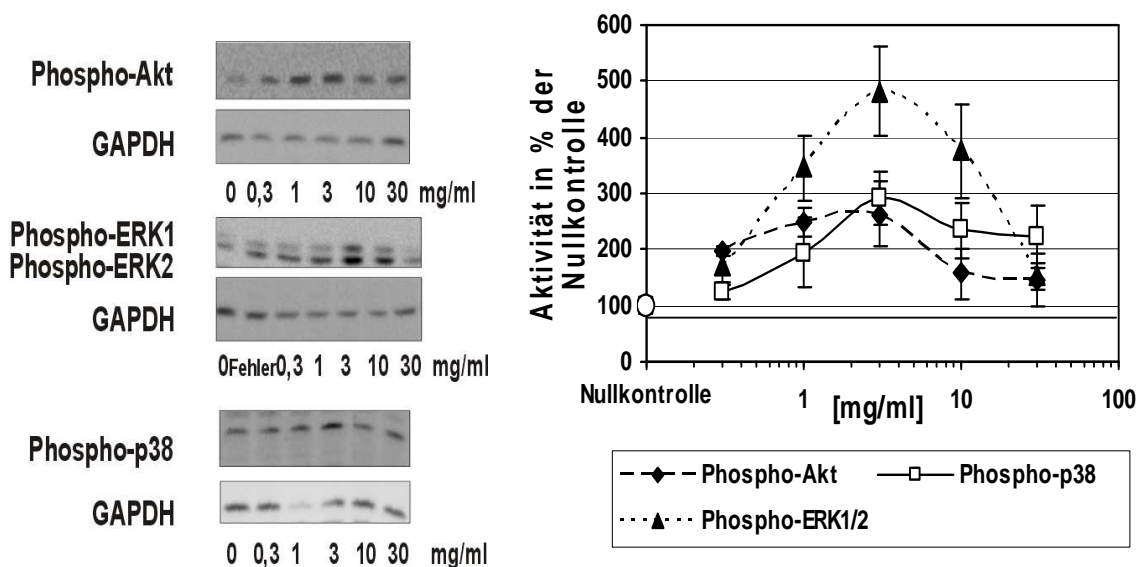 Phospho-Akt
GAPDH
0 0,3 1 3 10 30 mg/ml
Phospho-ERK1
Phospho-ERK2
GAPDH
0 Fehler 0,3 1 3 10 30 mg/ml
Phospho-p38
GAPDH
0 0,3 1 3 10 30 mg/ml
Aktivität in % der
Nullkontrolle
600
500
400
300
200
100
0
Nullkontrolle 1 [mg/ml] 10 100
Phospho-Akt Phospho-p38
Phospho-ERK1/2